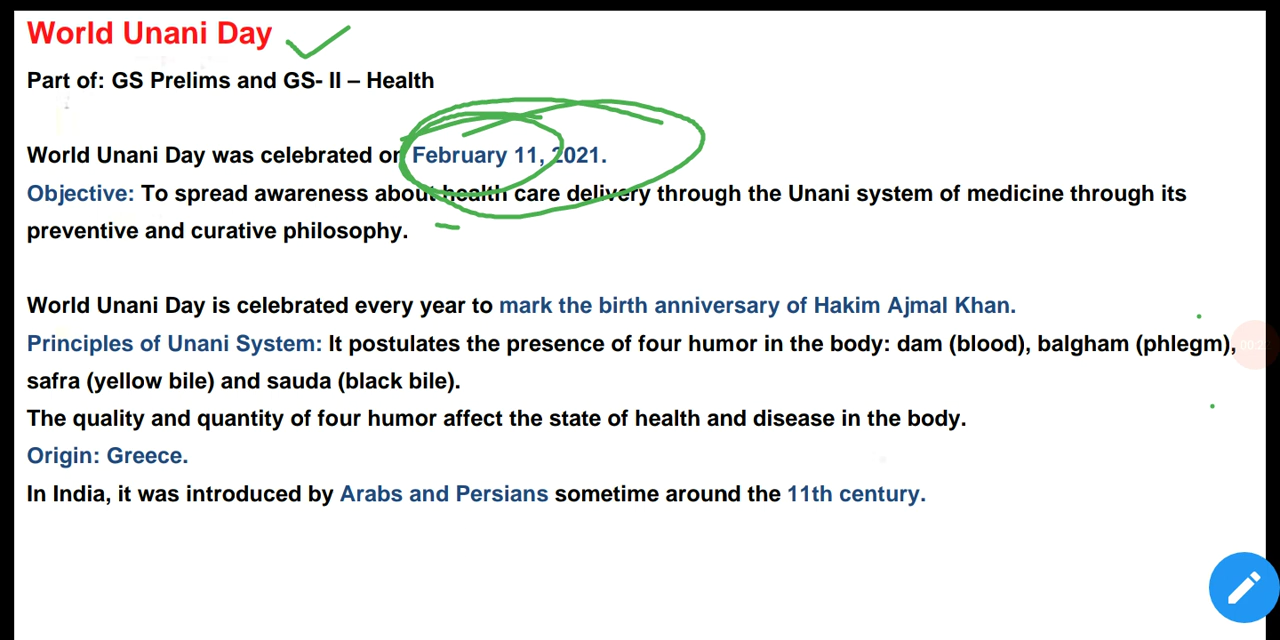 World Unani Day
Part of: GS Prelims and GS- II – Health
World Unani Day was celebrated on February 11, 2021.
Objective: To spread awareness about health care delivery through the Unani system of medicine through its
preventive and curative philosophy.
World Unani Day is celebrated every year to mark the birth anniversary of Hakim Ajmal Khan.
Principles of Unani System: It postulates the presence of four humor in the body: dam (blood), balgham (phlegm),
safra (yellow bile) and sauda (black bile).
The quality and quantity of four humor affect the state of health and disease in the body.
Origin: Greece.
In India, it was introduced by Arabs and Persians sometime around the 11th century.